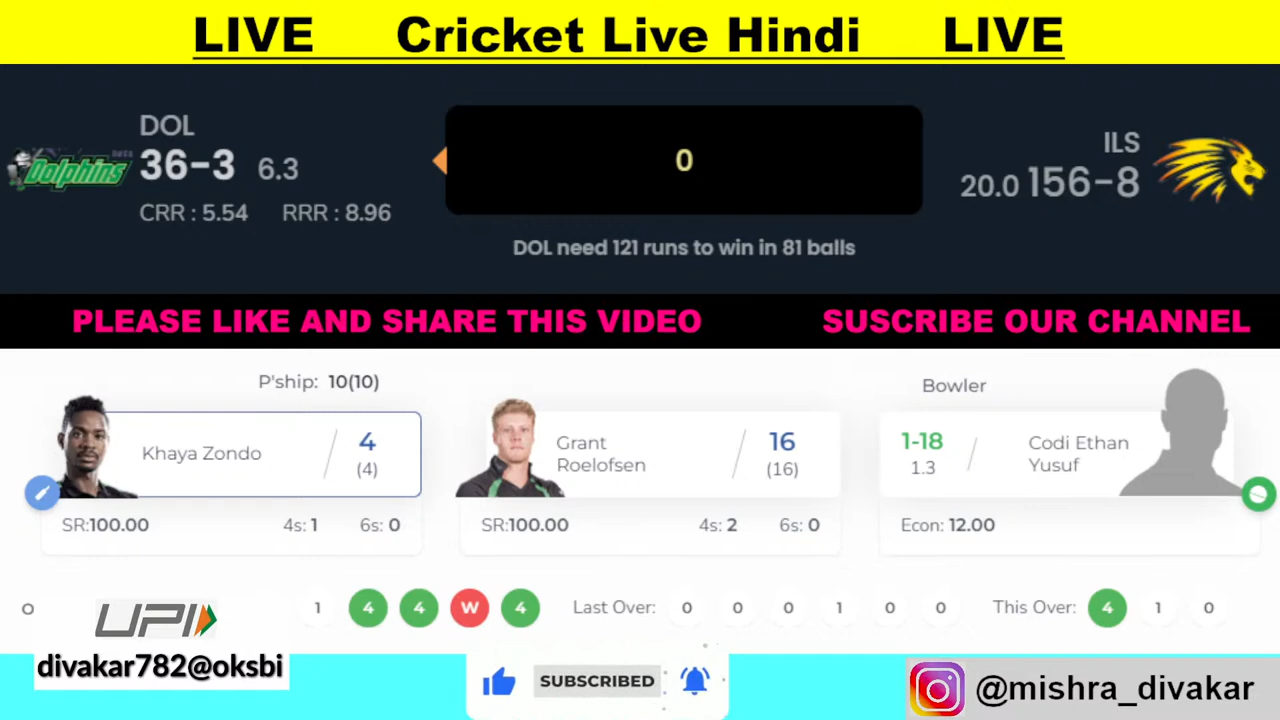 LIVE Cricket Live Hindi LIVE
DOL
Dolphins 36-3 6.3
CRR : 5.54 RRR : 8.96
0
ILS
20.0 156-8
DOL need 121 runs to win in 81 balls
PLEASE LIKE AND SHARE THIS VIDEO SUSCRIBE OUR CHANNEL
P'ship: 10(10)
Khaya Zondo 4
(4)
SR:100.00 4s: 1 6s: 0
Grant
Roelofsen
16
(16)
SR:100.00 4s: 2 6s: 0
Bowler
1-18
1.3
Codi Ethan
Yusuf
Econ: 12.00
1 4 4 W 4 Last Over: 0 0 0 1 0 0 This Over: 4 1 0
UPI
divakar782@oksbi
SUBSCRIBED
@mishra_divakar